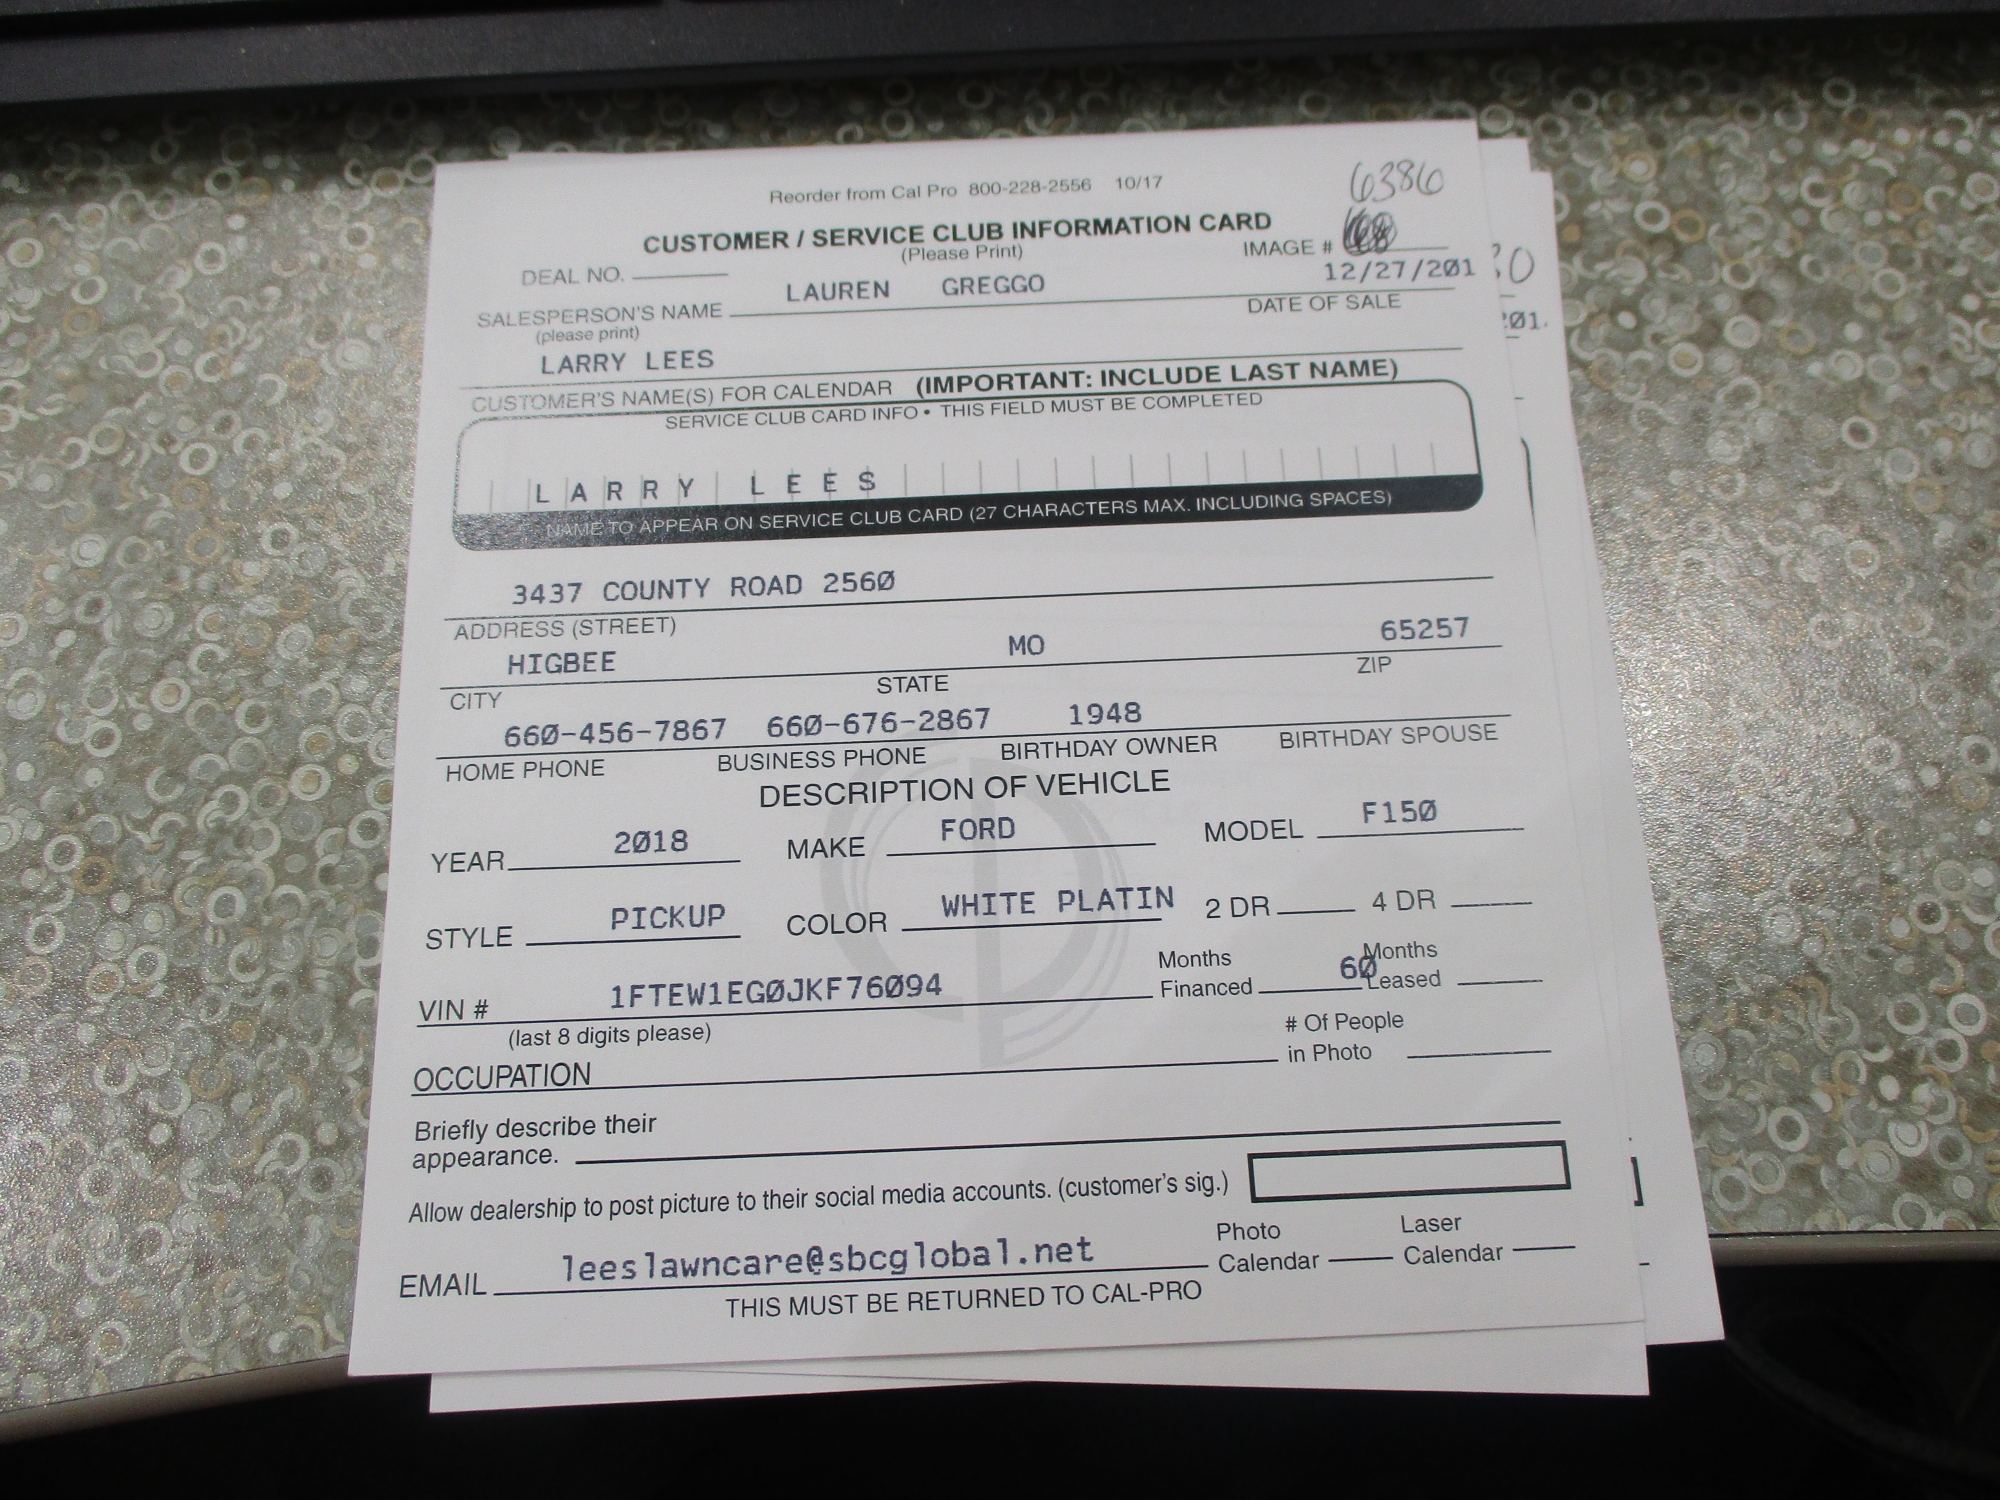 Reorder from Cal Pro 800-228-2556 10/17
6386
CUSTOMER / SERVICE CLUB INFORMATION CARD
(Please Print)
IMAGE #
DEAL NO.
12/27/201
LAUREN GREGGO
SALESPERSON'S NAME
DATE OF SALE
(please print)
LARRY LEES
CUSTOMER'S NAME(S) FOR CALENDAR (IMPORTANT: INCLUDE LAST NAME)
SERVICE CLUB CARD INFO • THIS FIELD MUST BE COMPLETED
LARRY LEES
NAME TO APPEAR ON SERVICE CLUB CARD (27 CHARACTERS MAX. INCLUDING SPACES)
3437 COUNTY ROAD 2560
ADDRESS (STREET)
HIGBEE MO 65257
CITY STATE ZIP
660-456-7867 660-676-2867 1948
HOME PHONE BUSINESS PHONE BIRTHDAY OWNER BIRTHDAY SPOUSE
DESCRIPTION OF VEHICLE
YEAR 2018 MAKE FORD MODEL F150
STYLE PICKUP COLOR WHITE PLATIN 2 DR 4 DR
VIN # 1FTEW1EG0JKF76094 Months Financed 60 Months Leased
(last 8 digits please)
# Of People
in Photo
OCCUPATION
Briefly describe their
appearance.
Allow dealership to post picture to their social media accounts. (customer's sig.)
EMAIL leeslawncare@sbcglobal.net Photo Calendar Laser Calendar
THIS MUST BE RETURNED TO CAL-PRO